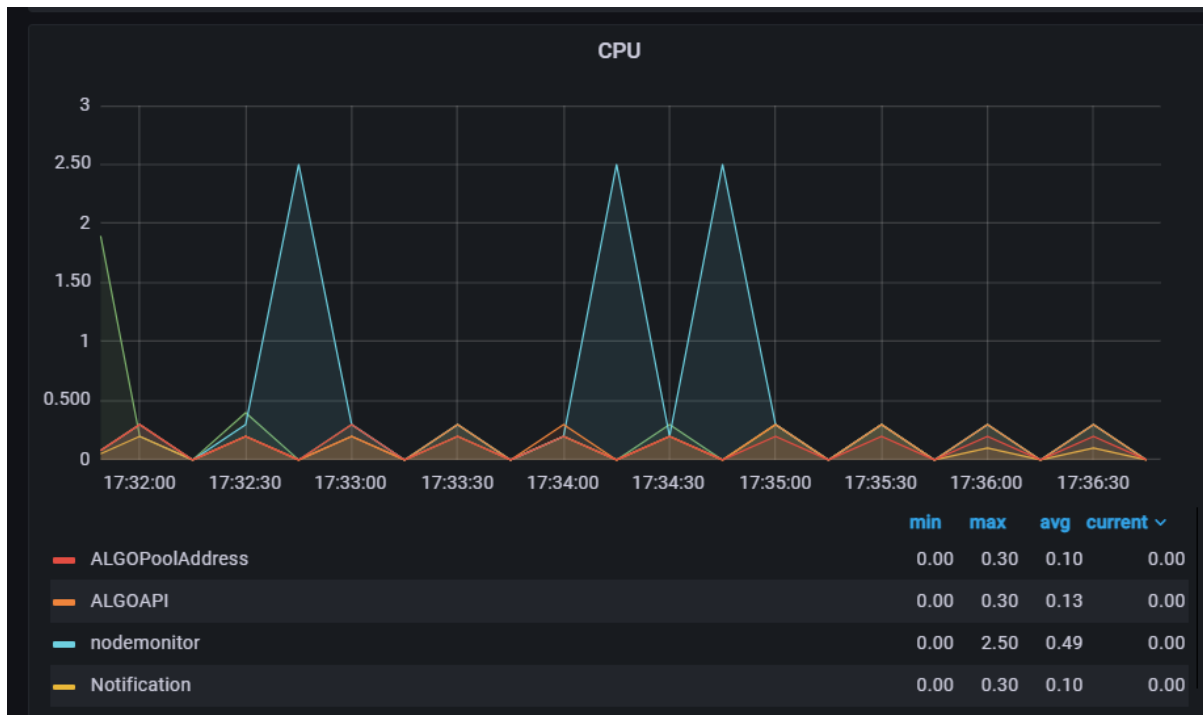 CPU
3
2.50
2
1.50
1
0.500
0
17:32:00 17:32:30 17:33:00 17:33:30 17:34:00 17:34:30 17:35:00 17:35:30 17:36:00 17:36:30
min max avg current
ALGOPoolAddress 0.00 0.30 0.10 0.00
ALGOAPI 0.00 0.30 0.13 0.00
nodemonitor 0.00 2.50 0.49 0.00
Notification 0.00 0.30 0.10 0.00